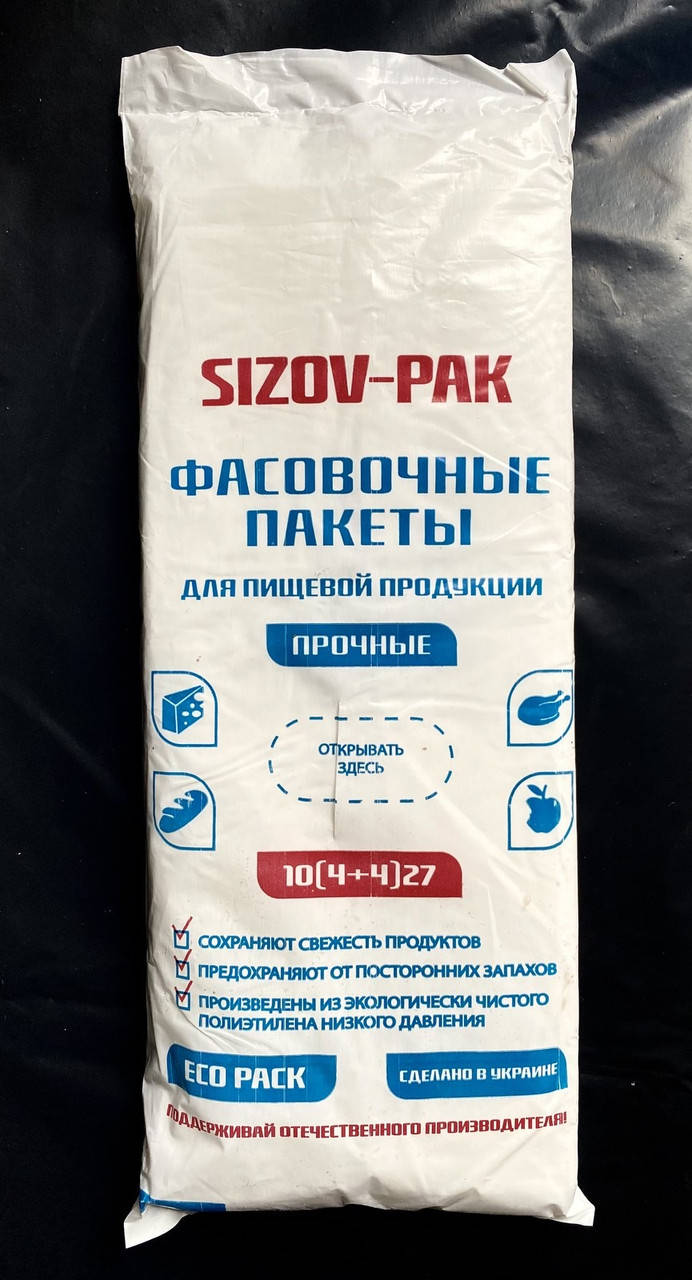 SIZOV-PAK
ФАСОВОЧНЫЕ
ПАКЕТЫ
ДЛЯ ПИЩЕВОЙ ПРОДУКЦИИ
ПРОЧНЫЕ
ОТКРЫВАТЬ
ЗДЕСЬ
10(4+4)27
СОХРАНЯЮТ СВЕЖЕСТЬ ПРОДУКТОВ
ПРЕДОХРАНЯЮТ ОТ ПОСТОРОННИХ ЗАПАХОВ
ПРОИЗВЕДЕНЫ ИЗ ЭКОЛОГИЧЕСКИ ЧИСТОГО
ПОЛИЭТИЛЕНА НИЗКОГО ДАВЛЕНИЯ
ECO PACK
СДЕЛАНО В УКРАИНЕ
ПОДДЕРЖИВАЙ ОТЕЧЕСТВЕННОГО ПРОИЗВОДИТЕЛЯ!